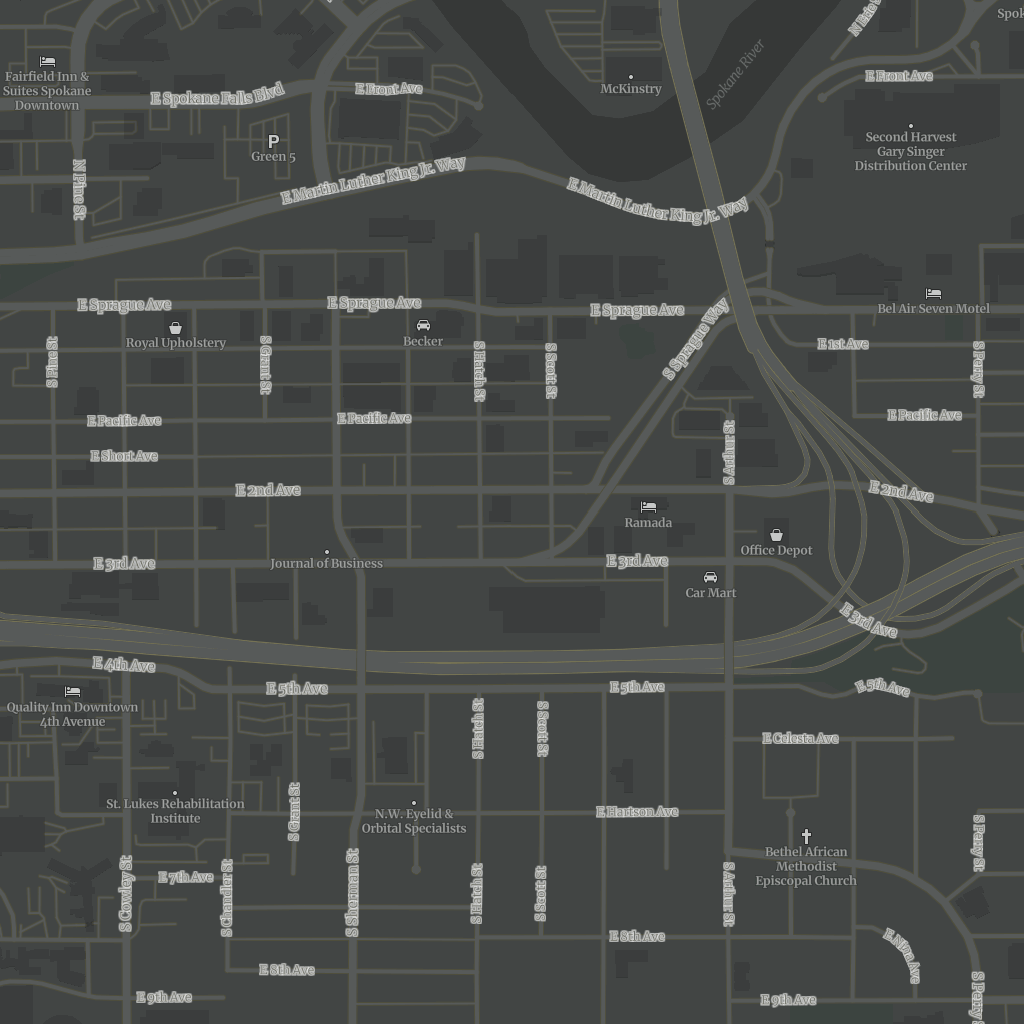 N Erie
Spok
Fairfield Inn &
Suites Spokane
Downtown
E Spokane Falls Blvd
E Front Ave
McKinstry
Spokane River
E Front Ave
Green 5
Second Harvest
Gary Singer
Distribution Center
N Pine St
E Martin Luther King Jr. Way
E Martin Luther King Jr. Way
E Sprague Ave
E Sprague Ave
E Sprague Ave
Bel Air Seven Motel
Royal Upholstery
Becker
S Sprague Way
E 1st Ave
S Pine St
S Grant St
S Hatch St
S Scott St
S Perry St
E Pacific Ave
E Pacific Ave
E Pacific Ave
E Short Ave
S Arthur St
E 2nd Ave
E 2nd Ave
Ramada
Office Depot
E 3rd Ave
Journal of Business
E 3rd Ave
Car Mart
E 3rd Ave
E 4th Ave
E 5th Ave
E 5th Ave
E 5th Ave
Quality Inn Downtown
4th Avenue
S Hatch St
S Scott St
E Celesta Ave
St. Lukes Rehabilitation
Institute
S Grant St
N.W. Eyelid &
Orbital Specialists
E Hartson Ave
Bethel African
Methodist
Episcopal Church
S Perry St
S Cowley St
E 7th Ave
S Chandler St
S Sherman St
S Hatch St
S Scott St
S Arthur St
E 8th Ave
E Nina Ave
E 8th Ave
E 9th Ave
E 9th Ave
S Perry